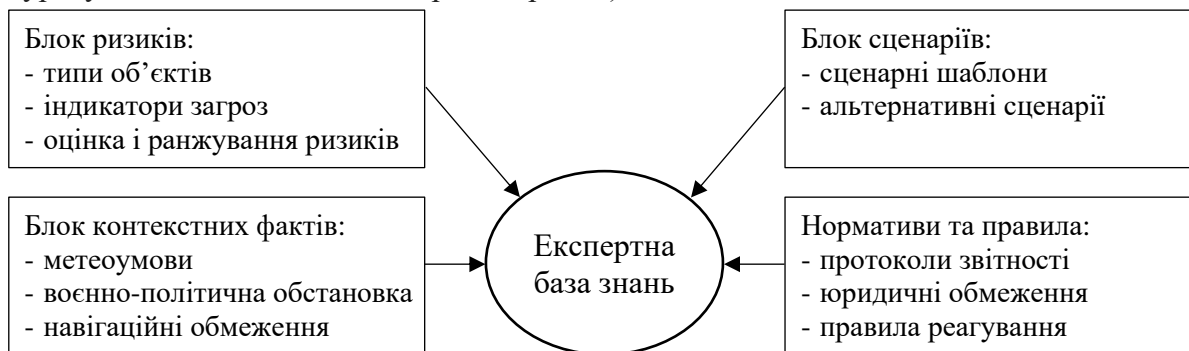 Блок ризиків:
- типи об’єктів
- індикатори загроз
- оцінка і ранжування ризиків
Блок сценаріїв:
- сценарні шаблони
- альтернативні сценарії
Блок контекстних фактів:
- метеоумови
- воєнно-політична обстановка
- навігаційні обмеження
Експертна
база знань
Нормативи та правила:
- протоколи звітності
- юридичні обмеження
- правила реагування